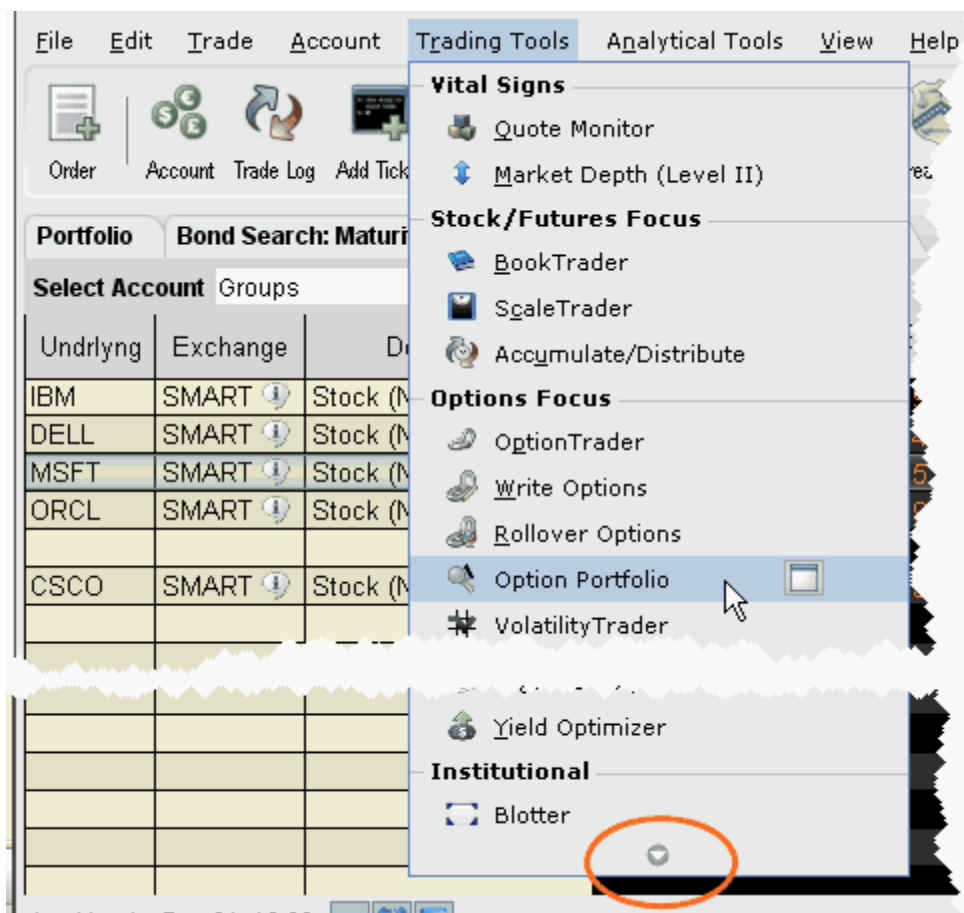 File Edit Trade Account Trading Tools Analytical Tools View Help
Order Account Trade Log Add Tick
Portfolio Bond Search: Maturi
Select Account Groups
Undrlyng Exchange
IBM SMART Stock (N
DELL SMART Stock (N
MSFT SMART Stock (N
ORCL SMART Stock (N
CSCO SMART Stock (N
Vital Signs
Quote Monitor
Market Depth (Level II)
Stock/Futures Focus
BookTrader
ScaleTrader
Accumulate/Distribute
Options Focus
OptionTrader
Write Options
Rollover Options
Option Portfolio
VolatilityTrader
Yield Optimizer
Institutional
Blotter